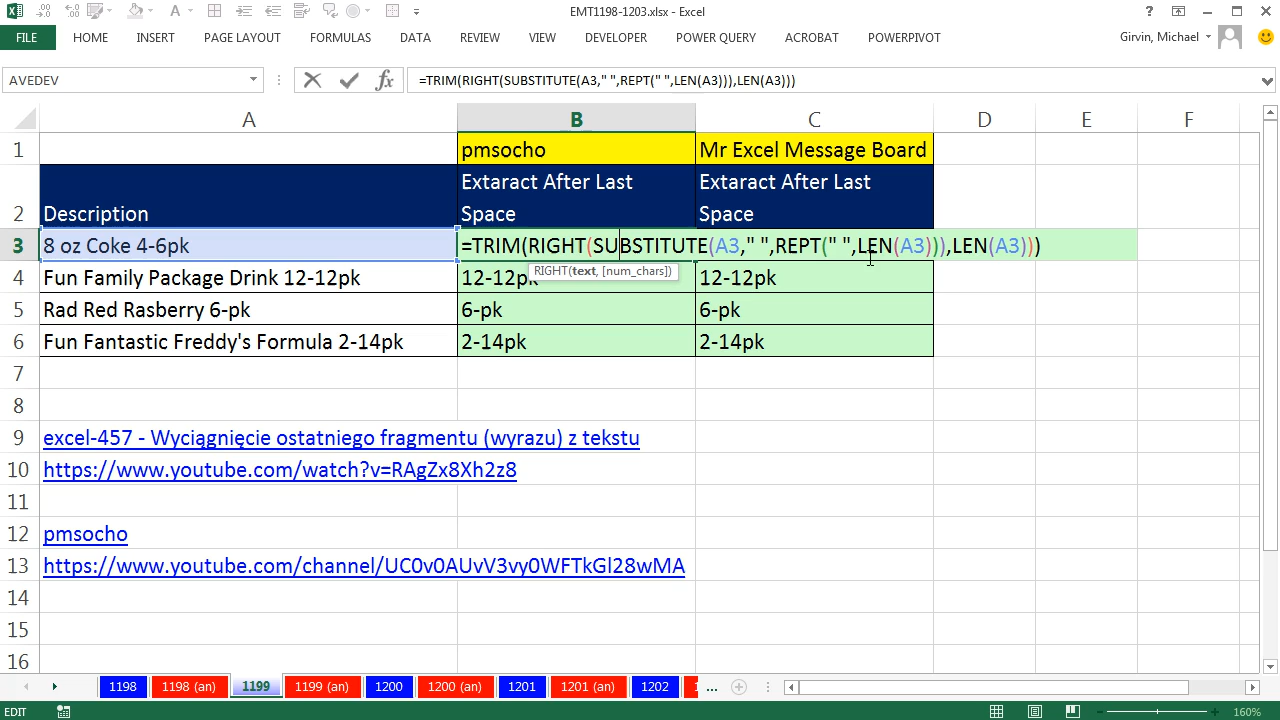 EMT1198-1203.xlsx - Excel
FILE HOME INSERT PAGE LAYOUT FORMULAS DATA REVIEW VIEW DEVELOPER POWER QUERY ACROBAT POWERPIVOT Girvin, Michael
AVEDEV =TRIM(RIGHT(SUBSTITUTE(A3," ",REPT(" ",LEN(A3))),LEN(A3)))
A B C D E F
1 pmsocho Mr Excel Message Board
Extaract After Last Extaract After Last
2 Description Space Space
3 8 oz Coke 4-6pk =TRIM(RIGHT(SUBSTITUTE(A3," ",REPT(" ",LEN(A3))),LEN(A3)))
RIGHT(text, [num_chars])
4 Fun Family Package Drink 12-12pk 12-12pk 12-12pk
5 Rad Red Rasberry 6-pk 6-pk 6-pk
6 Fun Fantastic Freddy's Formula 2-14pk 2-14pk 2-14pk
7
8
9 excel-457 - Wyciągnięcie ostatniego fragmentu (wyrazu) z tekstu
10 https://www.youtube.com/watch?v=RAgZx8Xh2z8
11
12 pmsocho
13 https://www.youtube.com/channel/UC0v0AUvV3vy0WFTkGl28wMA
14
15
16
1198 1198 (an) 1199 1199 (an) 1200 1200 (an) 1201 1201 (an) 1202 1 ...
EDIT 160%